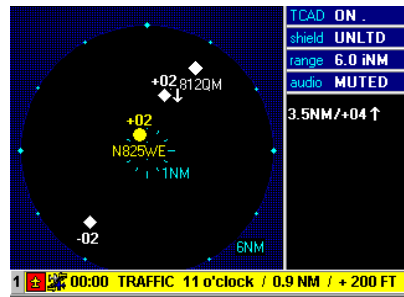 TCAD ON .
shield UNLTD
range 6.0 iNM
audio MUTED
3.5NM/+04↑
+02 812QM
↓
+02
N825WE
1NM
-02
6NM
1 ± 00:00 TRAFFIC 11 o'clock / 0.9 NM / + 200 FT